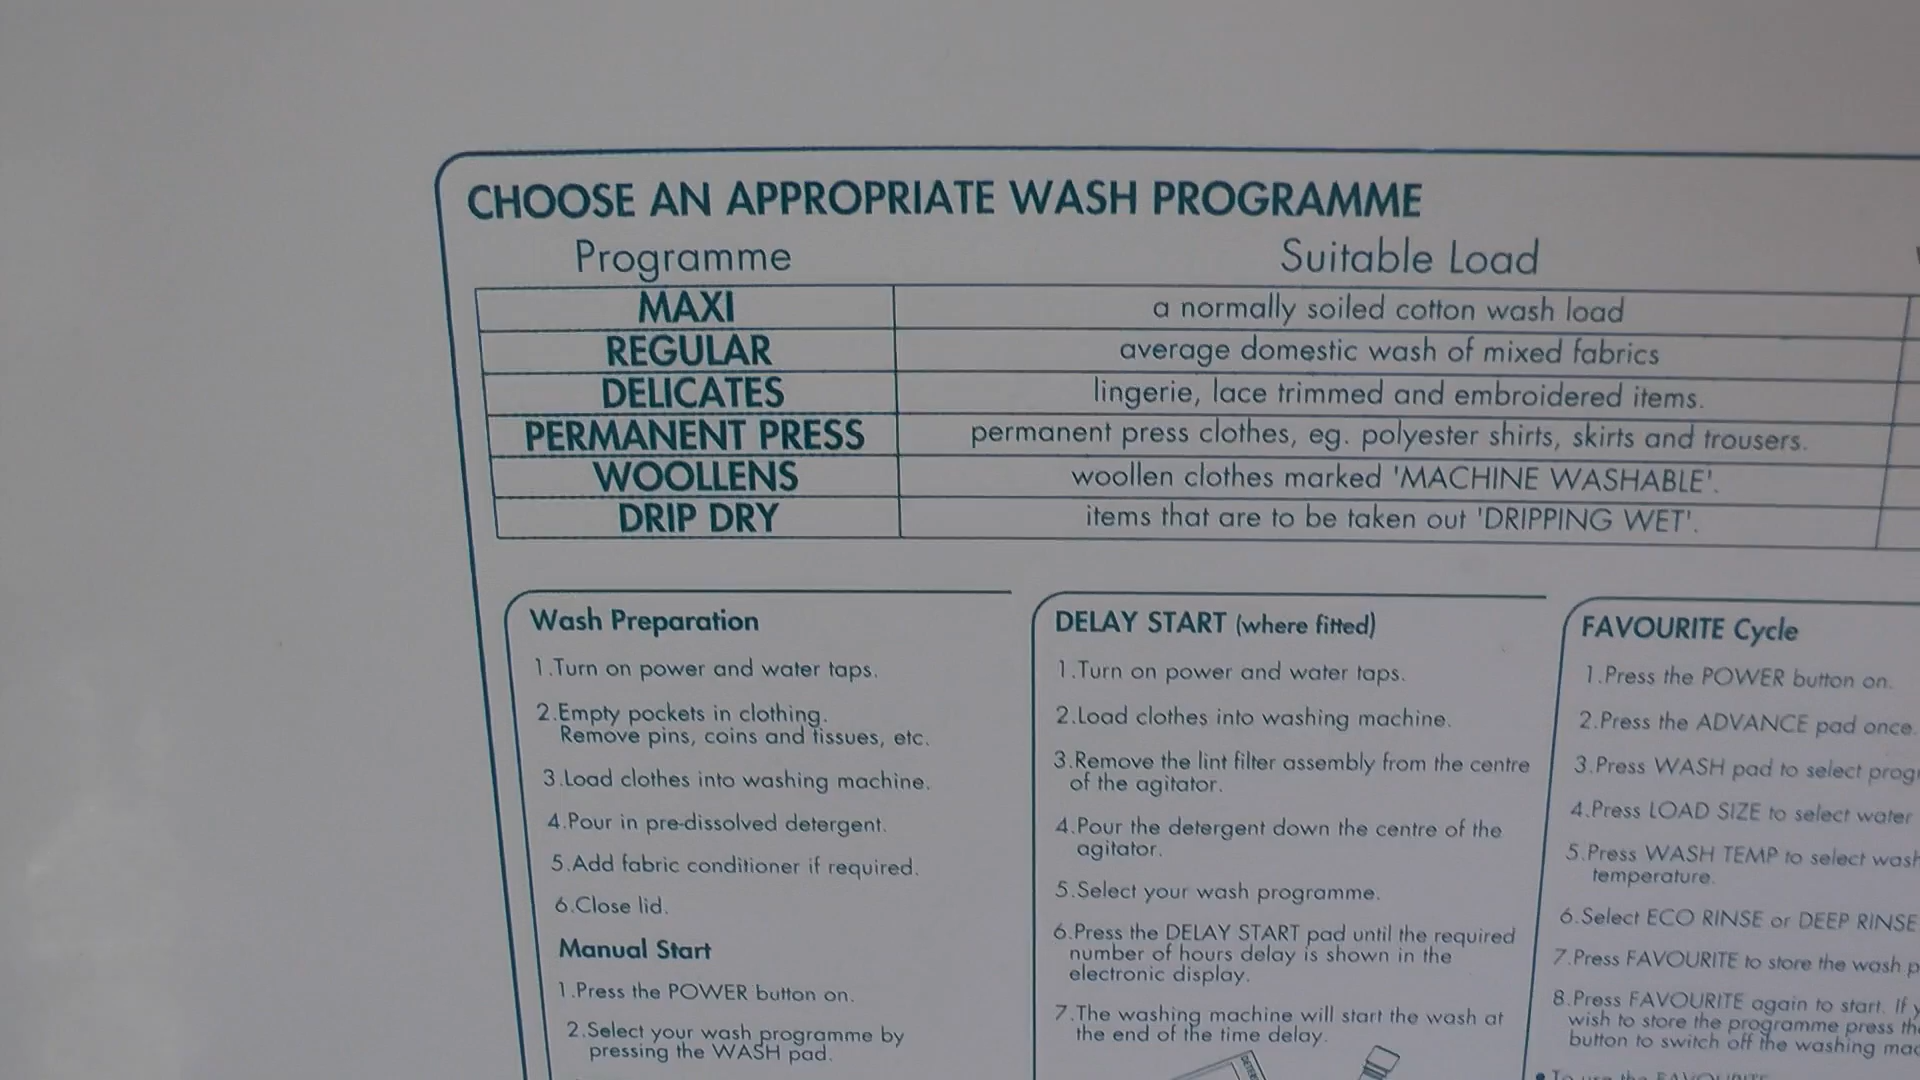 CHOOSE AN APPROPRIATE WASH PROGRAMME
Programme Suitable Load
MAXI a normally soiled cotton wash load
REGULAR average domestic wash of mixed fabrics
DELICATES lingerie, lace trimmed and embroidered items.
PERMANENT PRESS permanent press clothes, eg. polyester shirts, skirts and trousers.
WOOLLENS woollen clothes marked 'MACHINE WASHABLE'.
DRIP DRY items that are to be taken out 'DRIPPING WET'.
Wash Preparation
1.Turn on power and water taps.
2.Empty pockets in clothing.
Remove pins, coins and tissues, etc.
3.Load clothes into washing machine.
4.Pour in pre-dissolved detergent.
5.Add fabric conditioner if required.
6.Close lid.
Manual Start
1.Press the POWER button on.
2.Select your wash programme by
pressing the WASH pad.
DELAY START (where fitted)
1.Turn on power and water taps.
2.Load clothes into washing machine.
3.Remove the lint filter assembly from the centre
of the agitator.
4.Pour the detergent down the centre of the
agitator.
5.Select your wash programme.
6.Press the DELAY START pad until the required
number of hours delay is shown in the
electronic display.
7.The washing machine will start the wash at
the end of the time delay.
FAVOURITE Cycle
1.Press the POWER button on.
2.Press the ADVANCE pad once.
3.Press WASH pad to select
4.Press LOAD SIZE to select water
5.Press WASH TEMP to select wash
temperature.
6.Select ECO RINSE or DEEP RINSE
7.Press FAVOURITE to store the wash
8.Press FAVOURITE again to start. If
wish to store the programme press
button to switch off the washing